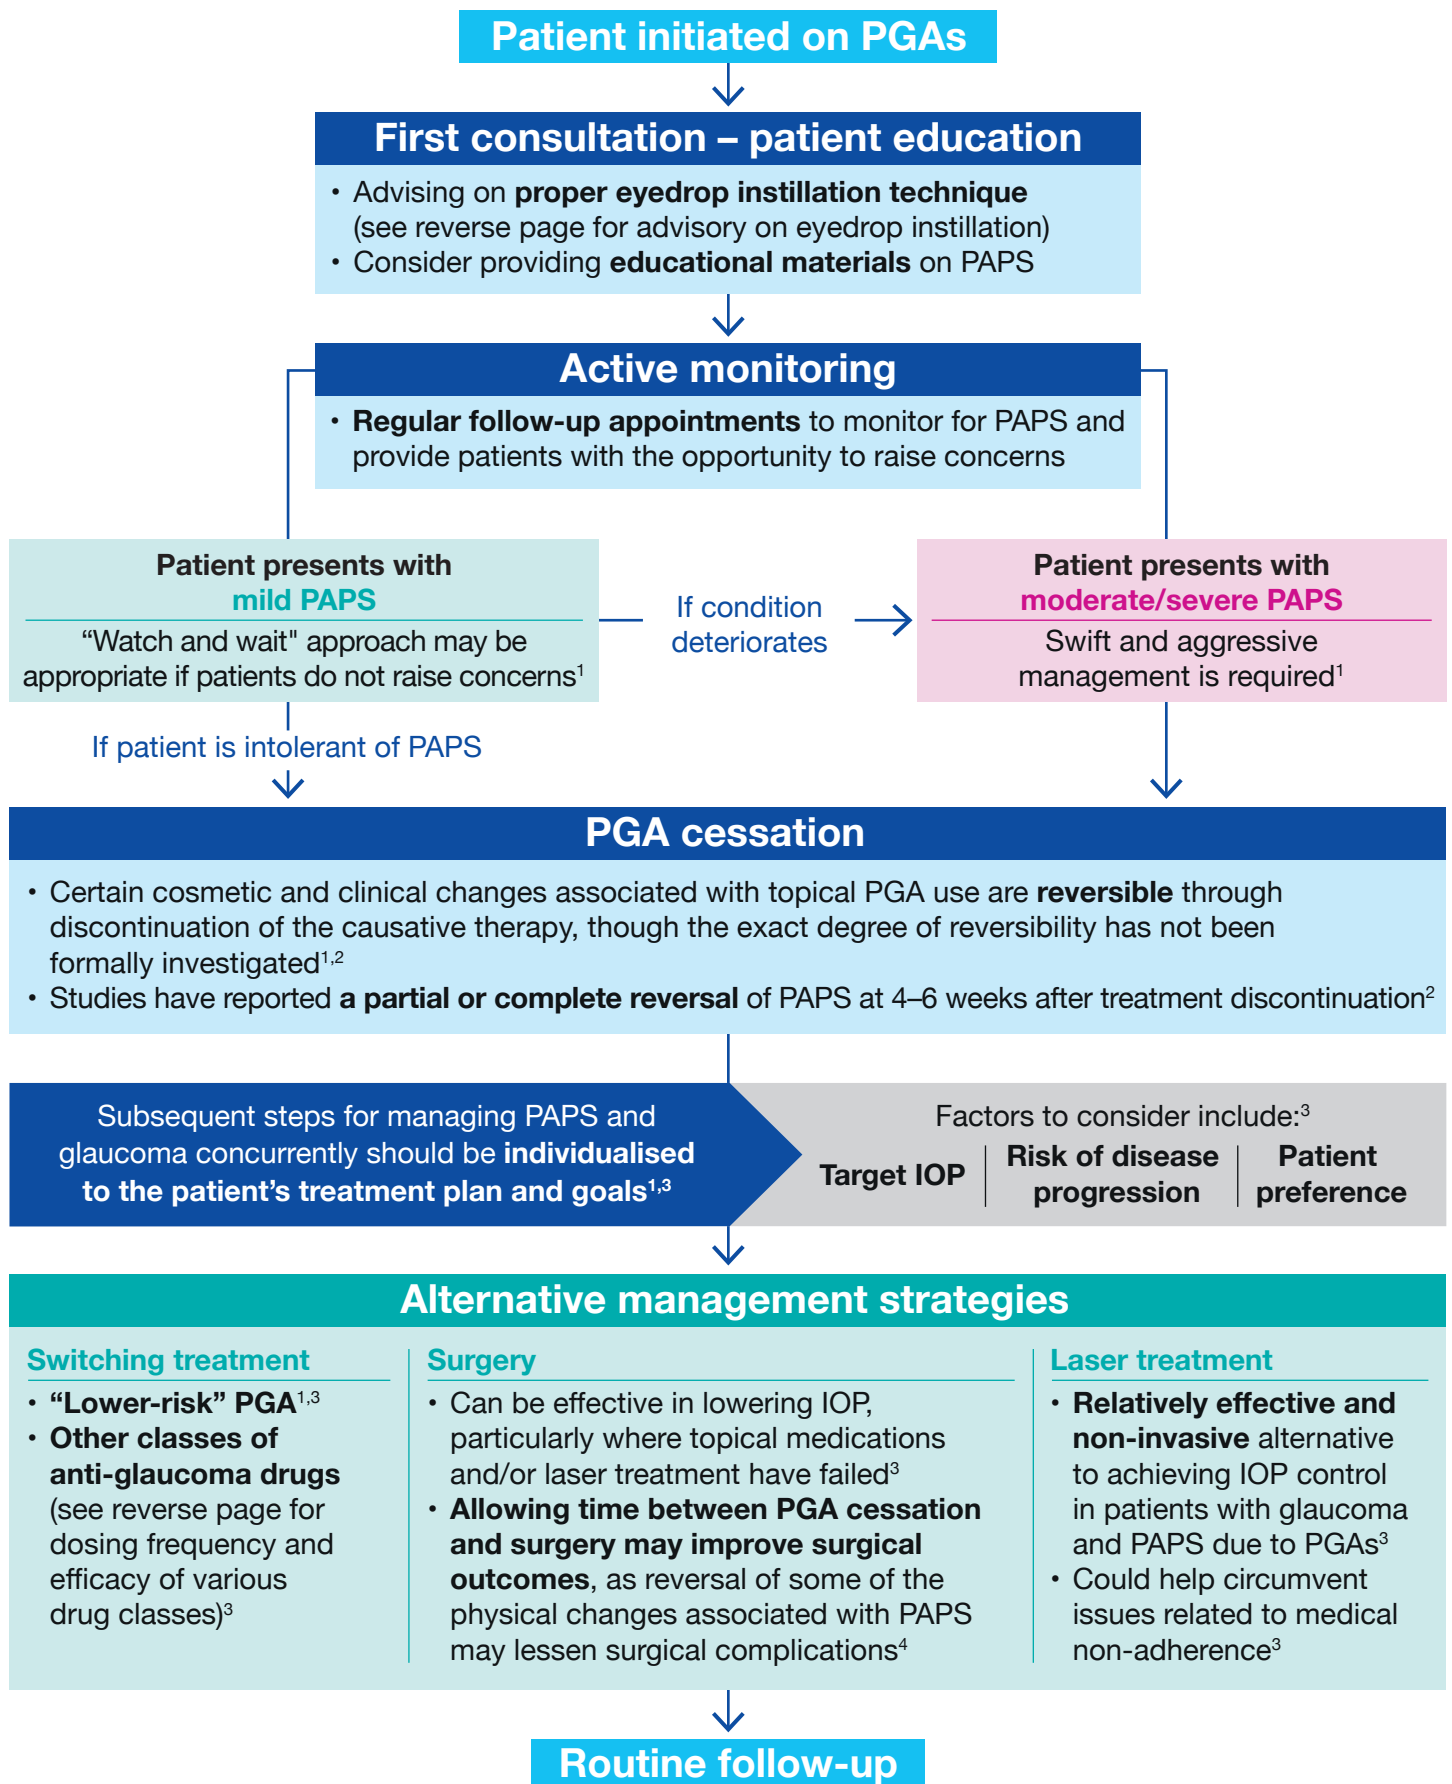 Patient initiated on PGAs
First consultation – patient education
• Advising on proper eyedrop instillation technique
(see reverse page for advisory on eyedrop instillation)
• Consider providing educational materials on PAPS
Active monitoring
• Regular follow-up appointments to monitor for PAPS and
provide patients with the opportunity to raise concerns
Patient presents with
mild PAPS
“Watch and wait" approach may be
appropriate if patients do not raise concerns¹
If condition
deteriorates
Patient presents with
moderate/severe PAPS
Swift and aggressive
management is required¹
If patient is intolerant of PAPS
PGA cessation
• Certain cosmetic and clinical changes associated with topical PGA use are reversible through
discontinuation of the causative therapy, though the exact degree of reversibility has not been
formally investigated¹,²
• Studies have reported a partial or complete reversal of PAPS at 4–6 weeks after treatment discontinuation²
Subsequent steps for managing PAPS and
glaucoma concurrently should be individualised
to the patient’s treatment plan and goals¹,³
Factors to consider include:³
Target IOP
Risk of disease
progression
Patient
preference
Alternative management strategies
Switching treatment
• “Lower-risk” PGA¹,³
• Other classes of
anti-glaucoma drugs
(see reverse page for
dosing frequency and
efficacy of various
drug classes)³
Surgery
• Can be effective in lowering IOP,
particularly where topical medications
and/or laser treatment have failed³
• Allowing time between PGA cessation
and surgery may improve surgical
outcomes, as reversal of some of the
physical changes associated with PAPS
may lessen surgical complications⁴
Laser treatment
• Relatively effective and
non-invasive alternative
to achieving IOP control
in patients with glaucoma
and PAPS due to PGAs³
• Could help circumvent
issues related to medical
non-adherence³
Routine follow-up